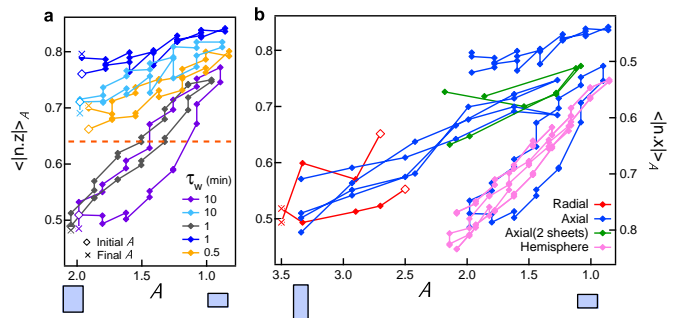 a
b
0.8
0.7
0.6
0.5
<|n.z|>A
τw (min)
10
10
1
1
0.5
Initial A
Final A
2.0 1.5 1.0
A
0.8
0.7
0.6
0.5
0.5
0.6
0.7
0.8
<|n.x|>A
Radial
Axial
Axial(2 sheets)
Hemisphere
3.5 3.0 2.5 2.0 1.5 1.0
A